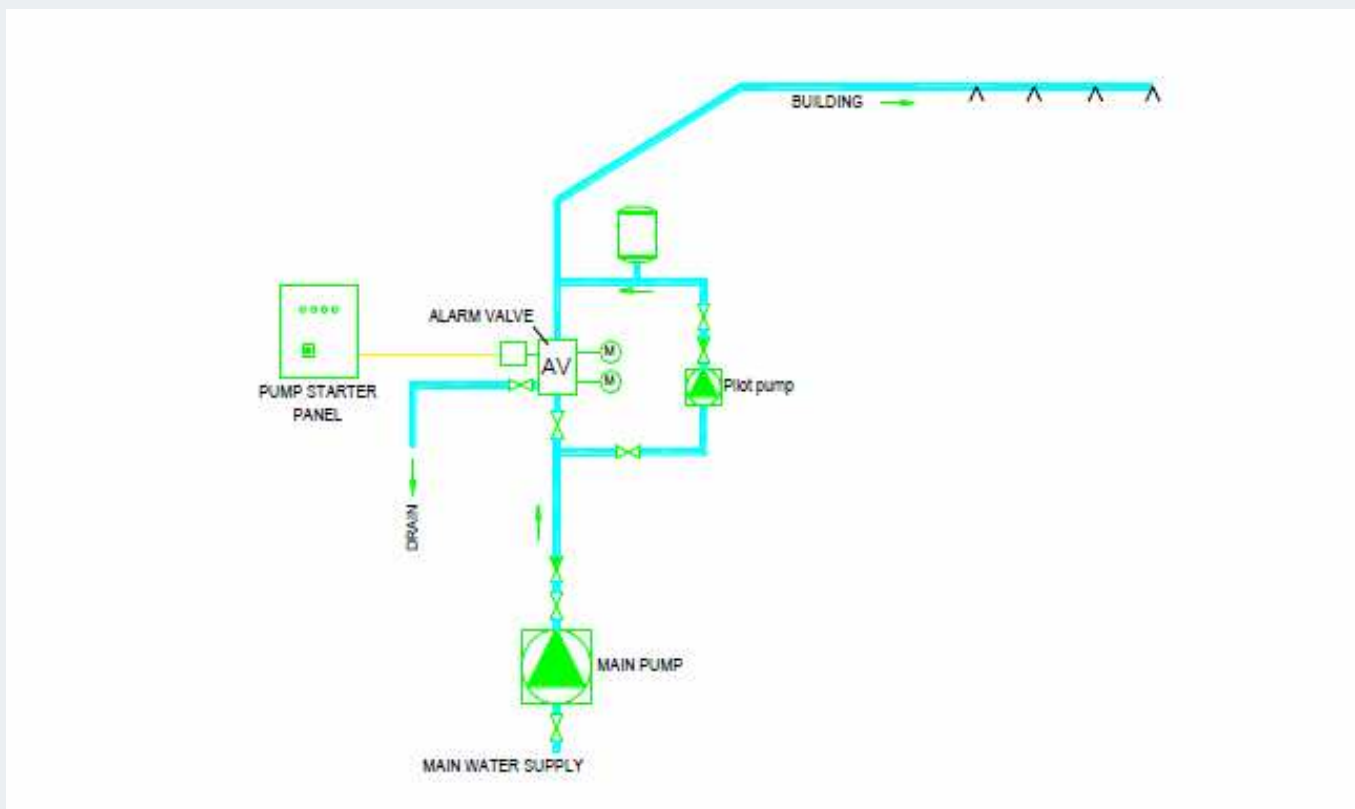 BUILDING
ALARM VALVE
AV
M
M
PUMP STARTER
PANEL
Pilot pump
DRAIN
MAIN PUMP
MAIN WATER SUPPLY